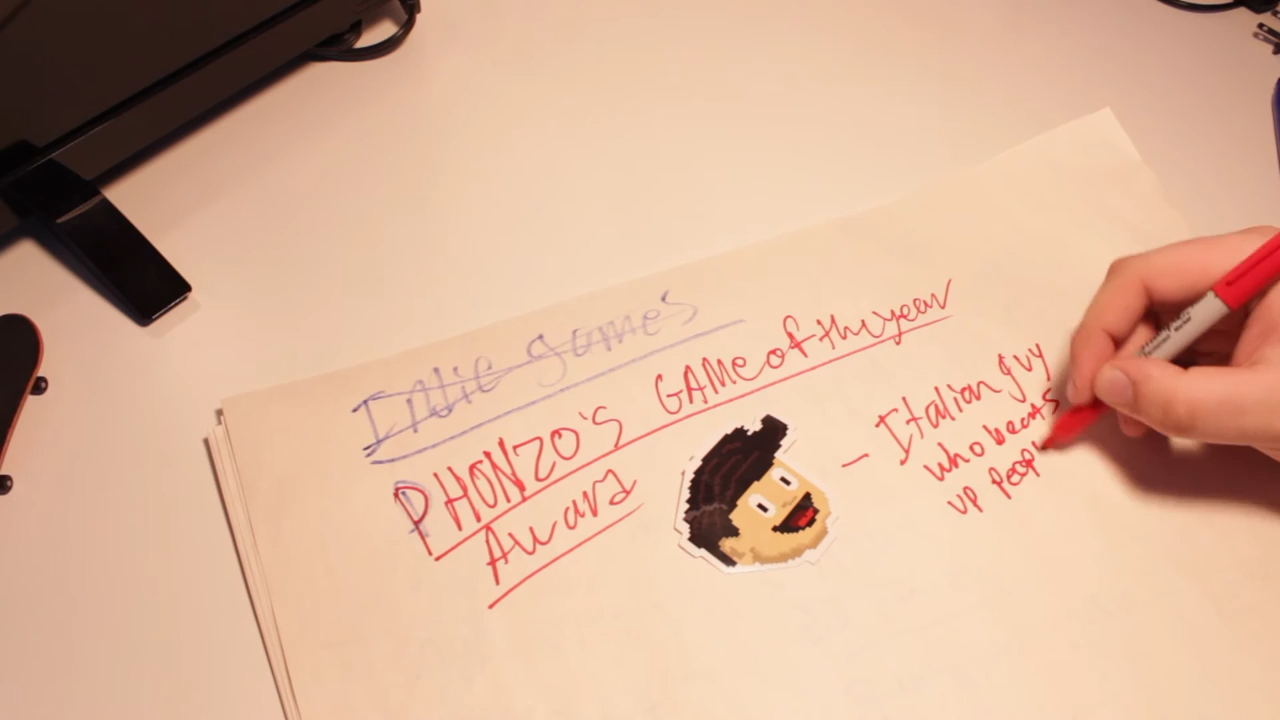 Indie games
PHONZO'S GAMe of the year
Award
- Italian guy
who beats
up Peop